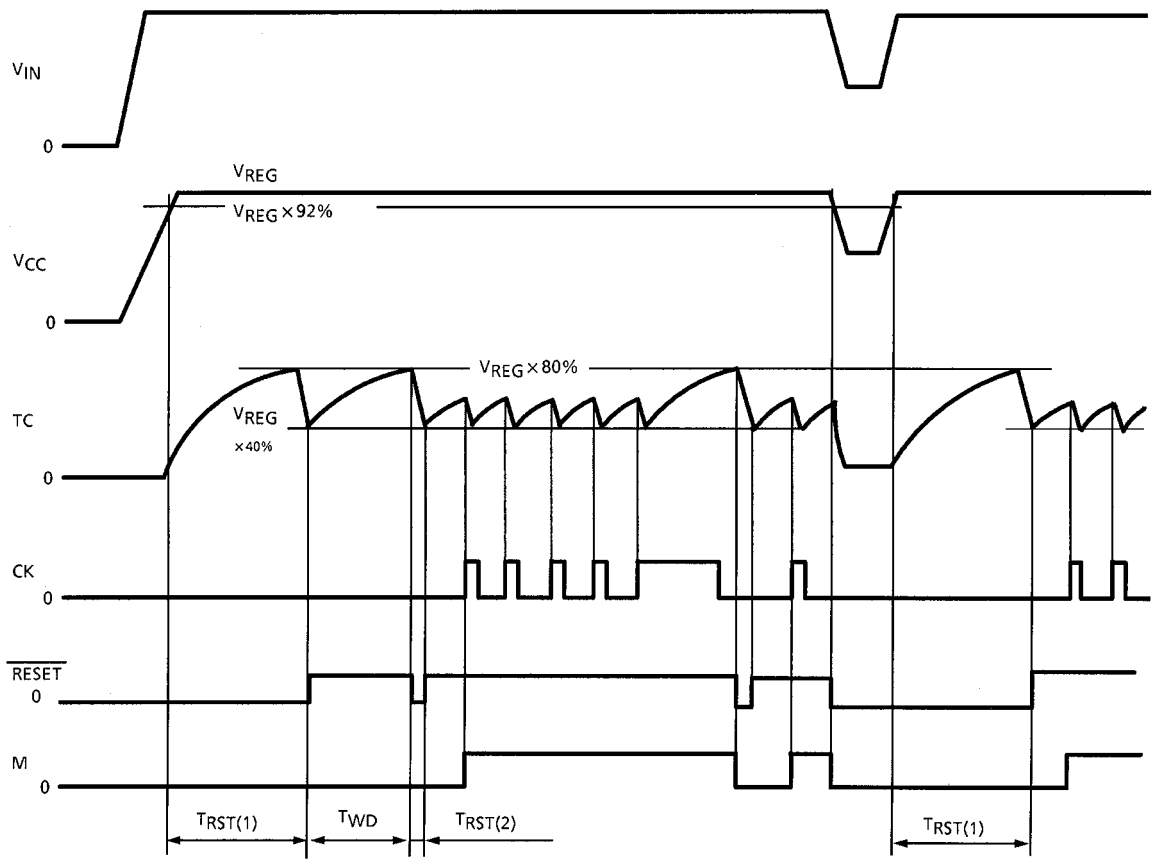 VIN
0
VREG
VREG×92%
VCC
0
VREG×80%
TC
VREG
×40%
0
CK
0
RESET
0
M
0
TRST(1)
TWD
TRST(2)
TRST(1)